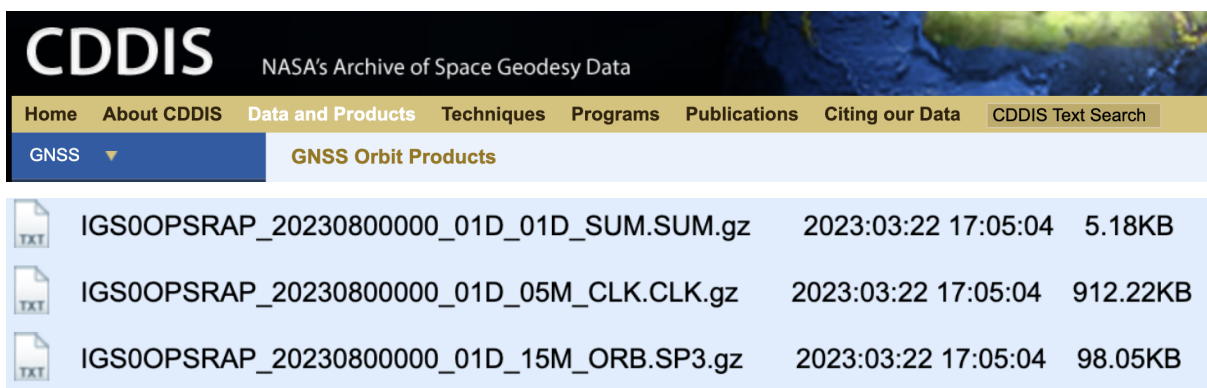 CDDIS NASA's Archive of Space Geodesy Data
Home About CDDIS Data and Products Techniques Programs Publications Citing our Data CDDIS Text Search
GNSS GNSS Orbit Products
TXT IGS0OPSRAP_20230800000_01D_01D_SUM.SUM.gz 2023:03:22 17:05:04 5.18KB
TXT IGS0OPSRAP_20230800000_01D_05M_CLK.CLK.gz 2023:03:22 17:05:04 912.22KB
TXT IGS0OPSRAP_20230800000_01D_15M_ORB.SP3.gz 2023:03:22 17:05:04 98.05KB